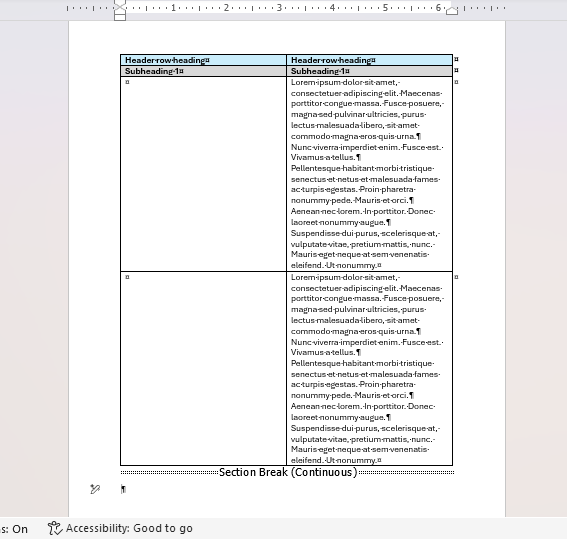 1 2 3 4 5 6
Header·row·heading¤ Header·row·heading¤ ¤
Subheading·1¤ Subheading·1¤ ¤
¤ Lorem·ipsum·dolor·sit·amet,· ¤
consectetuer·adipiscing·elit.·Maecenas·
porttitor·congue·massa.·Fusce·posuere,·
magna·sed·pulvinar·ultricies,·purus·
lectus·malesuada·libero,·sit·amet·
commodo·magna·eros·quis·urna.¶
Nunc·viverra·imperdiet·enim.·Fusce·est.·
Vivamus·a·tellus.¶
Pellentesque·habitant·morbi·tristique·
senectus·et·netus·et·malesuada·fames·
ac·turpis·egestas.·Proin·pharetra·
nonummy·pede.·Mauris·et·orci.¶
Aenean·nec·lorem.·In·porttitor.·Donec·
laoreet·nonummy·augue.¶
Suspendisse·dui·purus,·scelerisque·at,·
vulputate·vitae,·pretium·mattis,·nunc.·
Mauris·eget·neque·at·sem·venenatis·
eleifend.·Ut·nonummy.¤
¤ Lorem·ipsum·dolor·sit·amet,· ¤
consectetuer·adipiscing·elit.·Maecenas·
porttitor·congue·massa.·Fusce·posuere,·
magna·sed·pulvinar·ultricies,·purus·
lectus·malesuada·libero,·sit·amet·
commodo·magna·eros·quis·urna.¶
Nunc·viverra·imperdiet·enim.·Fusce·est.·
Vivamus·a·tellus.¶
Pellentesque·habitant·morbi·tristique·
senectus·et·netus·et·malesuada·fames·
ac·turpis·egestas.·Proin·pharetra·
nonummy·pede.·Mauris·et·orci.¶
Aenean·nec·lorem.·In·porttitor.·Donec·
laoreet·nonummy·augue.¶
Suspendisse·dui·purus,·scelerisque·at,·
vulputate·vitae,·pretium·mattis,·nunc.·
Mauris·eget·neque·at·sem·venenatis·
eleifend.·Ut·nonummy.¤
Section Break (Continuous)
¶
s: On Accessibility: Good to go